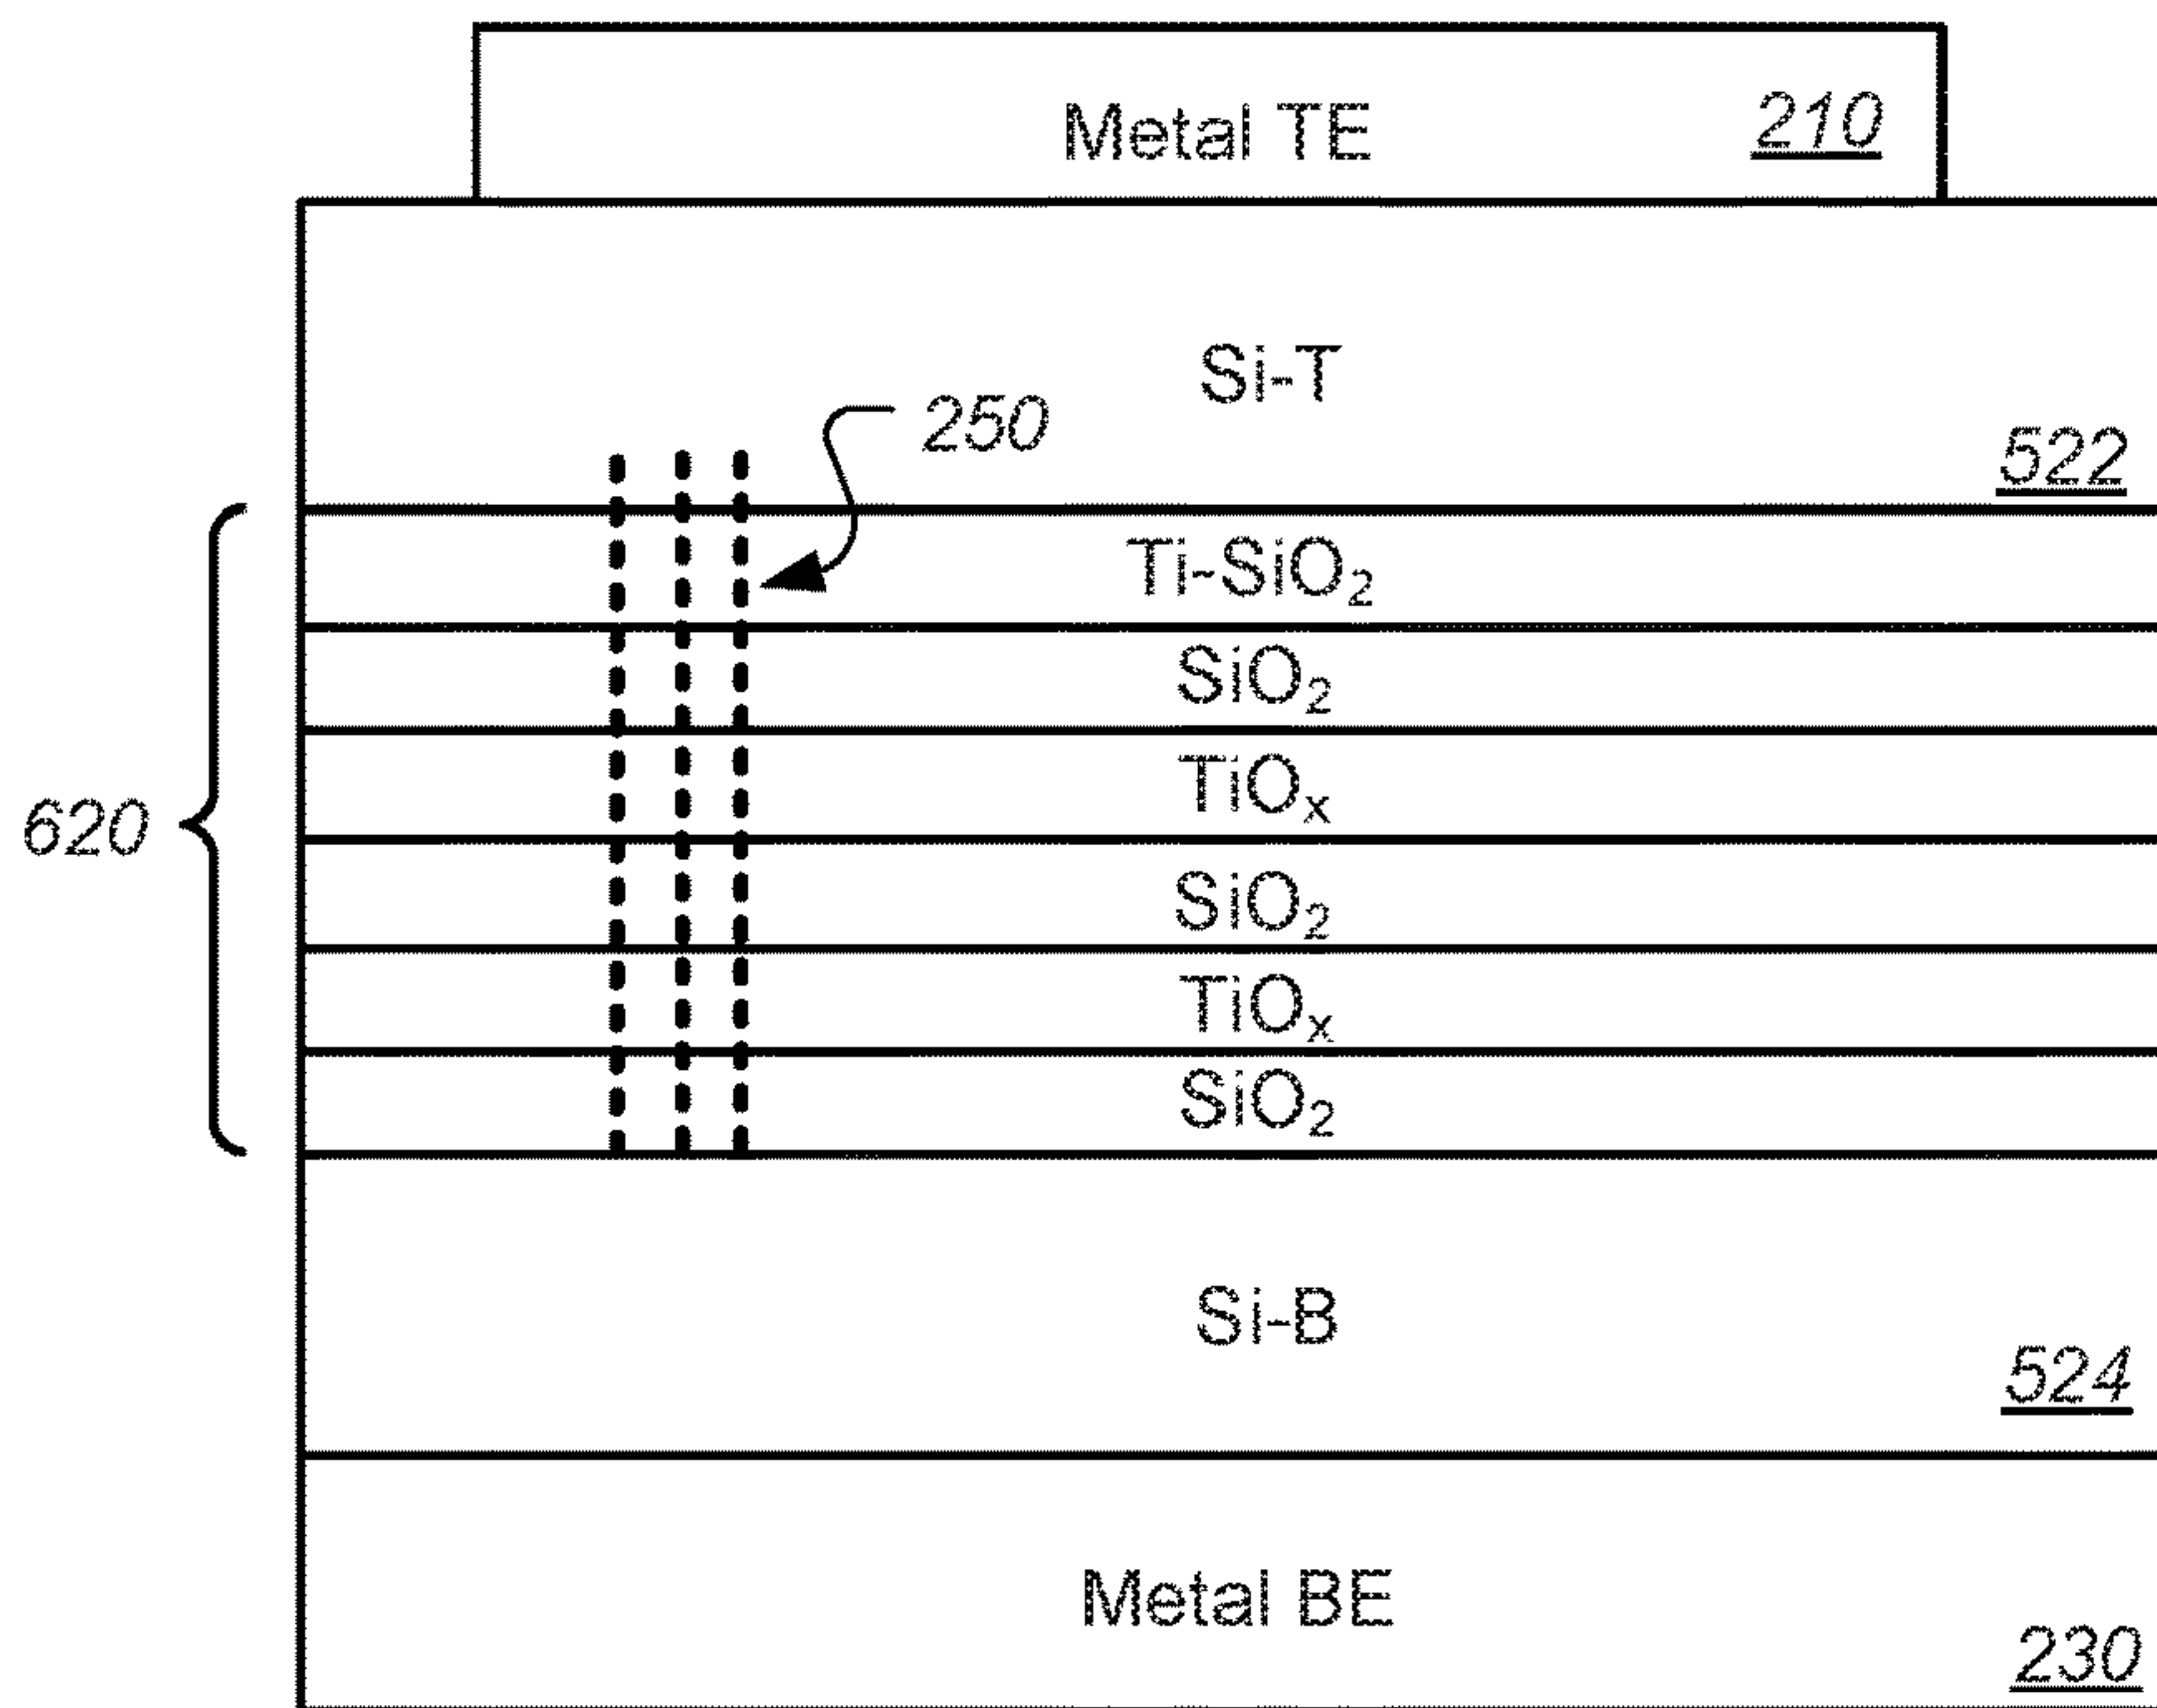 Metal TE 210
Si-T
250
522
Ti-SiO₂
SiO₂
TiOₓ
620
SiO₂
TiOₓ
SiO₂
Si-B
524
Metal BE
230